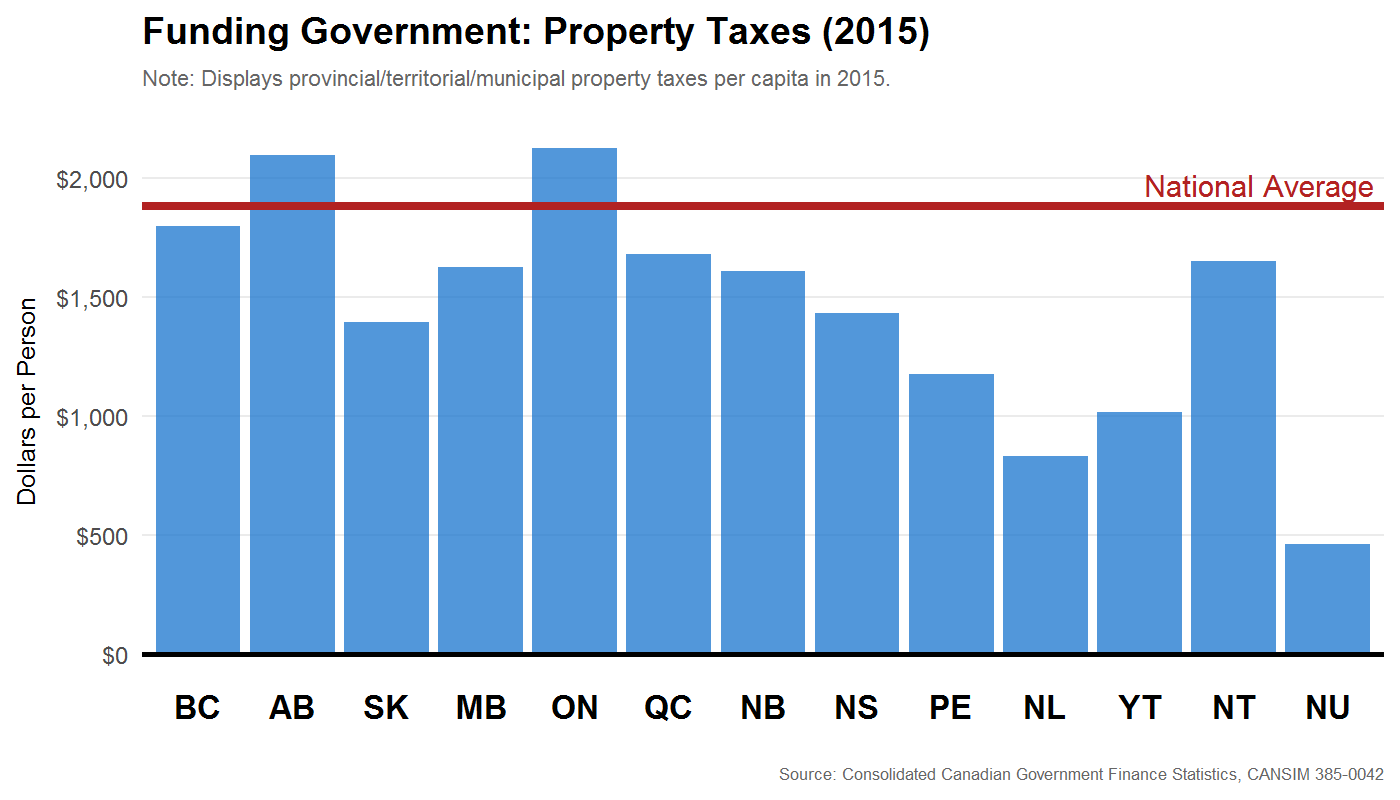 Funding Government: Property Taxes (2015)
Note: Displays provincial/territorial/municipal property taxes per capita in 2015.
$2,000
National Average
$1,500
Dollars per Person
$1,000
$500
$0
BC AB SK MB ON QC NB NS PE NL YT NT NU
Source: Consolidated Canadian Government Finance Statistics, CANSIM 385-0042